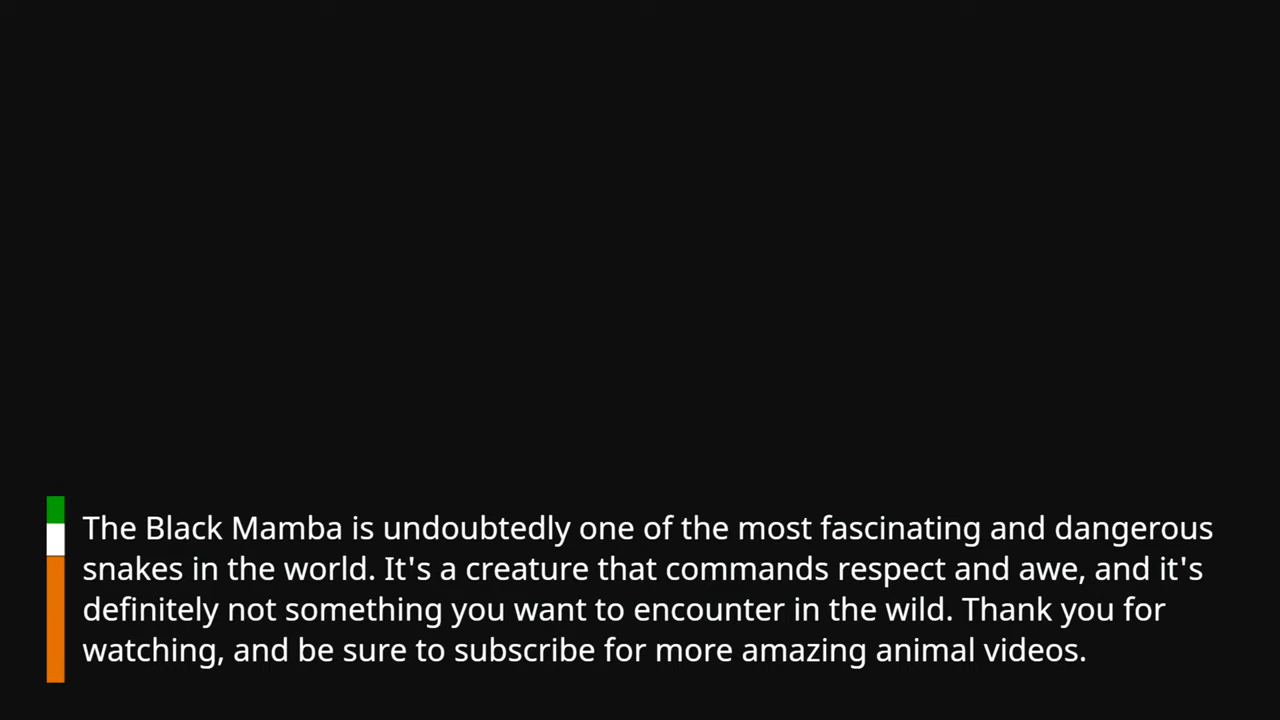 The Black Mamba is undoubtedly one of the most fascinating and dangerous
snakes in the world. It's a creature that commands respect and awe, and it's
definitely not something you want to encounter in the wild. Thank you for
watching, and be sure to subscribe for more amazing animal videos.